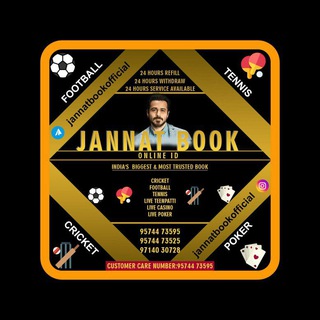 FOOTBALL
TENNIS
jannatbookofficial
24 HOURS REFILL
24 HOURS WITHDRAW
24 HOURS SERVICE AVAILABLE
JANNAT BOOK
ONLINE ID
INDIA'S BIGGEST & MOST TRUSTED BOOK
CRICKET
FOOTBALL
TENNIS
LIVE TEENPATTI
LIVE CASINO
LIVE POKER
95744 73595
95744 73525
97140 30728
jannatbookofficial
CRICKET
POKER
CUSTOMER CARE NUMBER:95744 73595